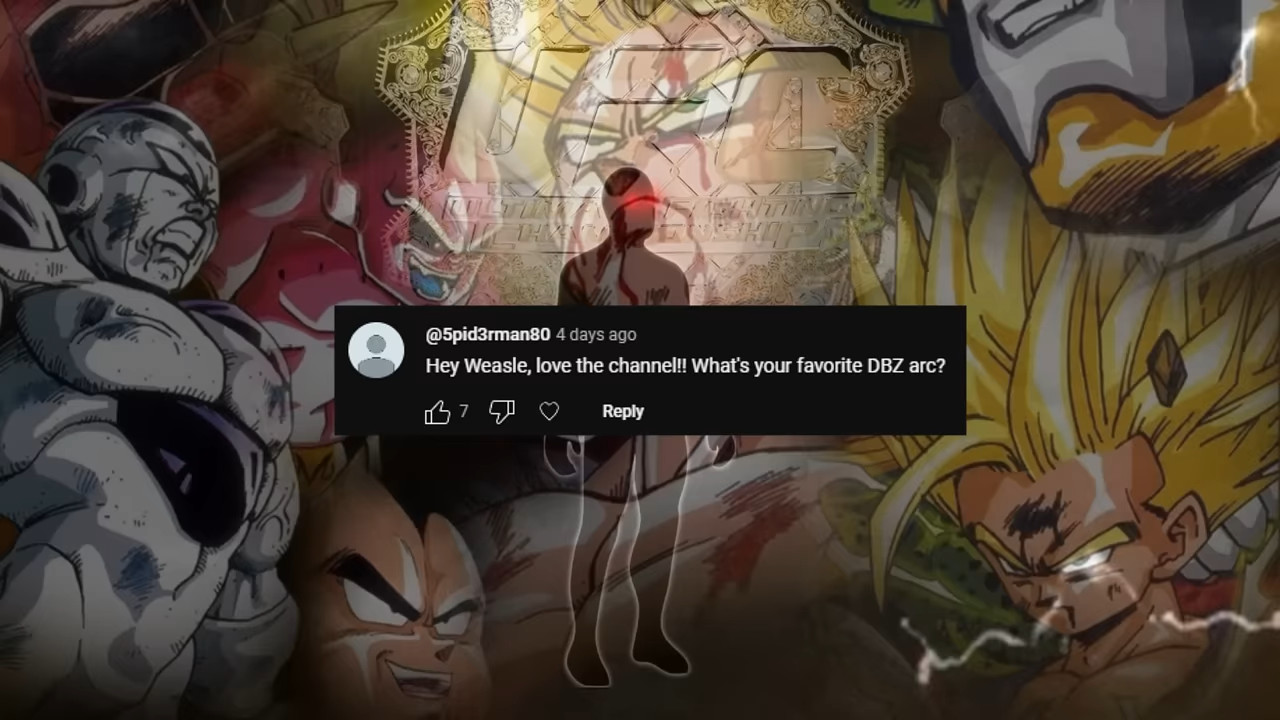 @5pid3rman80 4 days ago
Hey Weasle, love the channel!! What's your favorite DBZ arc?
7
Reply